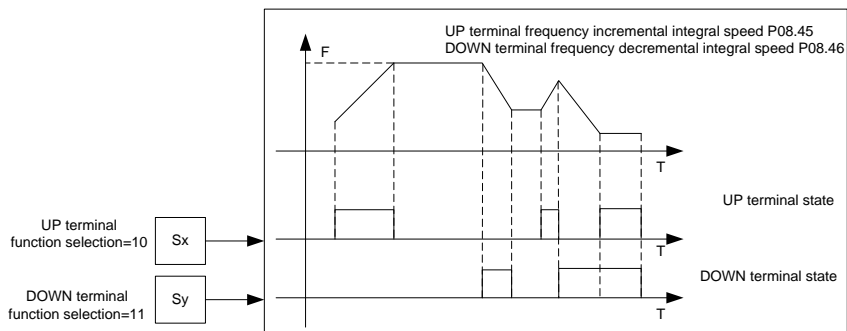 UP terminal frequency incremental integral speed P08.45
DOWN terminal frequency decremental integral speed P08.46
F
T
UP terminal state
UP terminal
function selection=10
Sx
T
DOWN terminal state
DOWN terminal
function selection=11
Sy
T